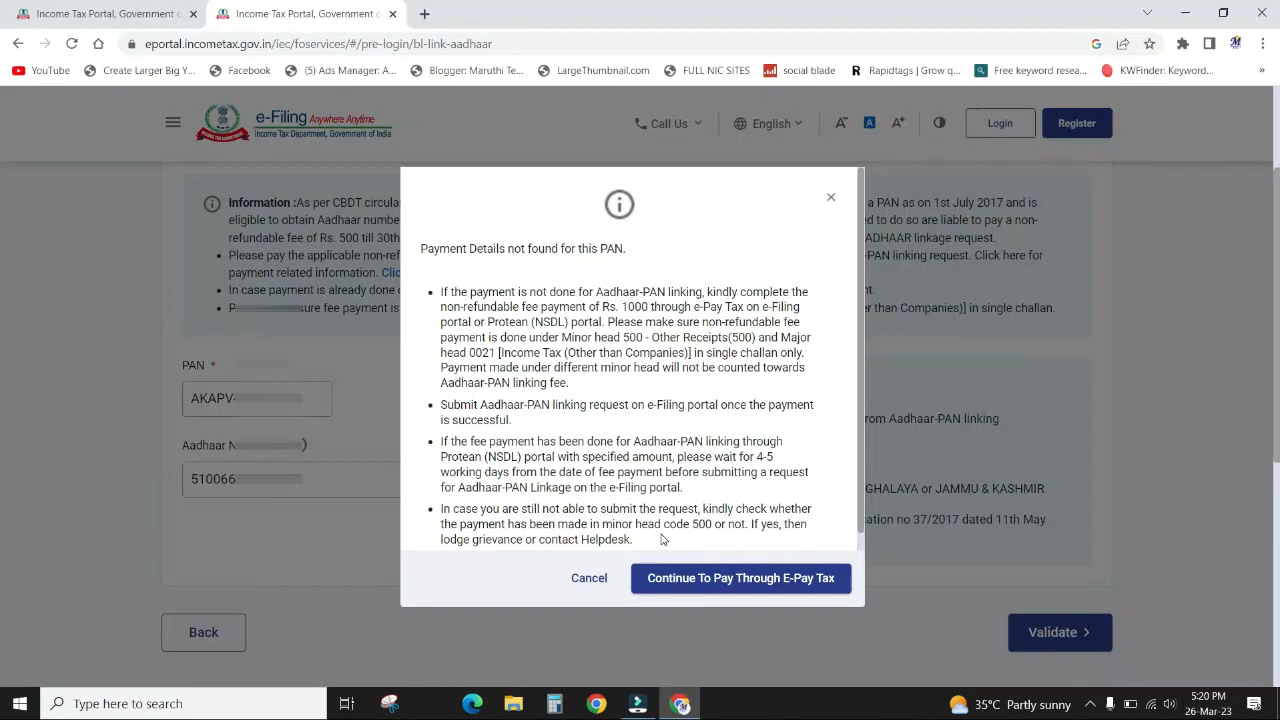 Income Tax Portal, Government
Income Tax Portal, Government
eportal.incometax.gov.in/iec/foservices/#/pre-login/bl-link-aadhaar
YouTube
Create Larger Big Y...
Facebook
(5) Ads Manager: A...
Blogger: Maruthi Te...
LargeThumbnail.com
FULL NIC SITES
social blade
Rapidtags | Grow q...
Free keyword resea...
KWFinder: Keyword...
e-Filing Anywhere Anytime
Income Tax Department, Government of India
Call Us
English
Login
Register
Information :As per CBDT circula
a PAN as on 1st July 2017 and is
eligible to obtain Aadhaar numbe
ed to do so are liable to pay a non-
refundable fee of Rs. 500 till 30th
ADHAAR linkage request.
Please pay the applicable non-ref
PAN linking request. Click here for
payment related information. Clic
In case payment is already done
nt.
P
sure fee payment is
er than Companies)] in single challan.
Payment Details not found for this PAN.
If the payment is not done for Aadhaar-PAN linking, kindly complete the
non-refundable fee payment of Rs. 1000 through e-Pay Tax on e-Filing
portal or Protean (NSDL) portal. Please make sure non-refundable fee
payment is done under Minor head 500 - Other Receipts(500) and Major
head 0021 [Income Tax (Other than Companies)] in single challan only.
Payment made under different minor head will not be counted towards
Aadhaar-PAN linking fee.
Submit Aadhaar-PAN linking request on e-Filing portal once the payment
is successful.
If the fee payment has been done for Aadhaar-PAN linking through
Protean (NSDL) portal with specified amount, please wait for 4-5
working days from the date of fee payment before submitting a request
for Aadhaar-PAN Linkage on the e-Filing portal.
In case you are still not able to submit the request, kindly check whether
the payment has been made in minor head code 500 or not. If yes, then
lodge grievance or contact Helpdesk.
Cancel
Continue To Pay Through E-Pay Tax
PAN *
AKAPV
Aadhaar N
)
510066
rom Aadhaar-PAN linking
GHALAYA or JAMMU & KASHMIR
cation no 37/2017 dated 11th May
Back
Validate
Type here to search
35°C Partly sunny
5:20 PM
26-Mar-23